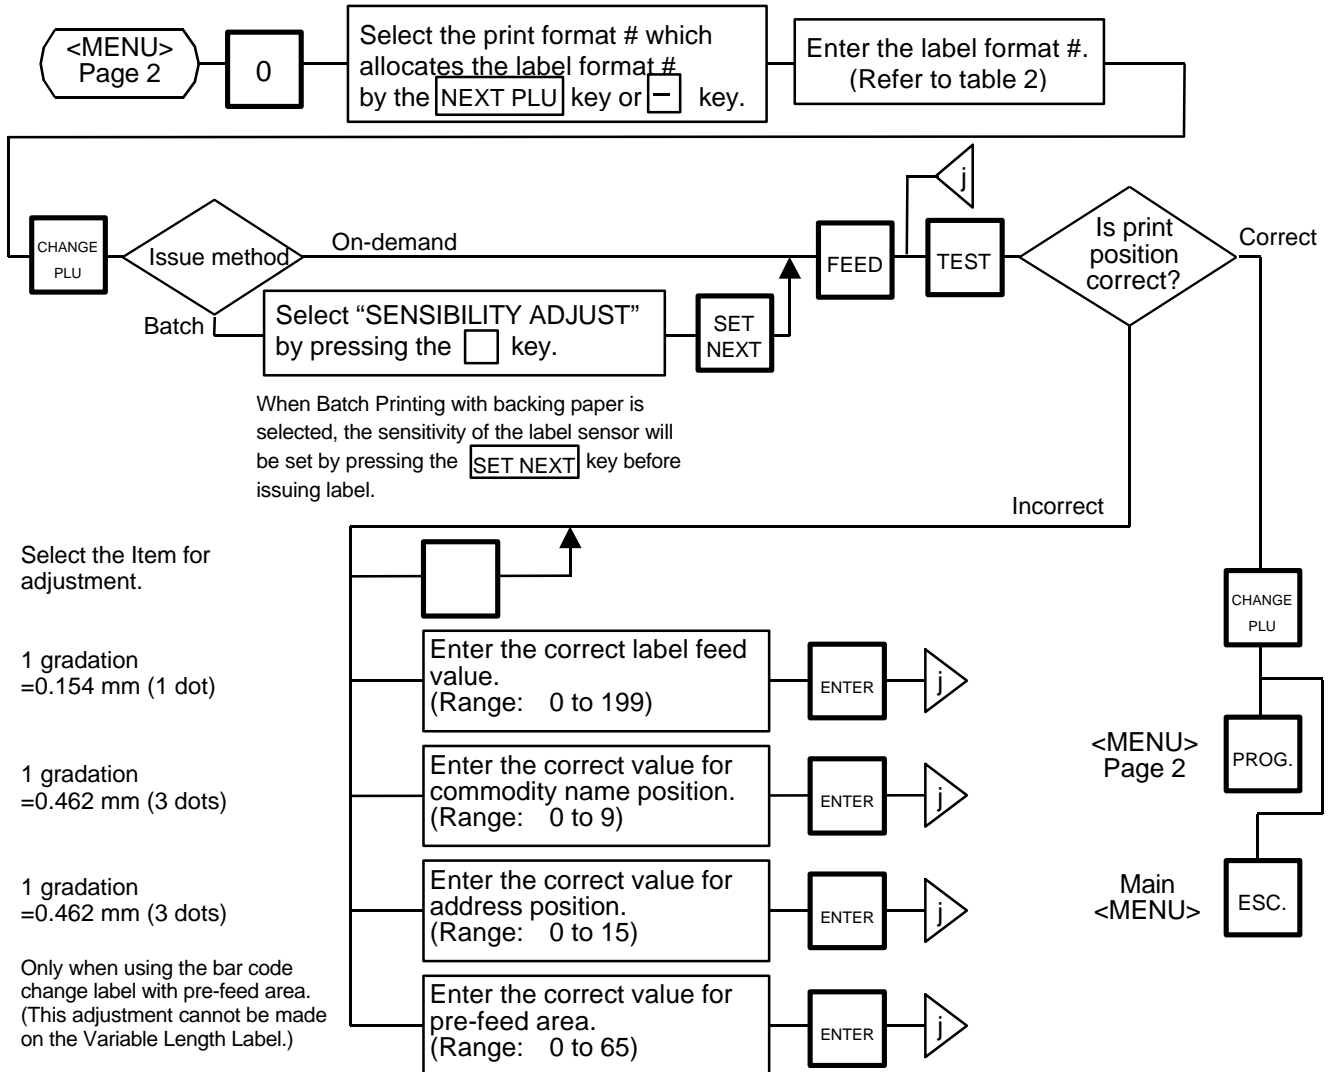 <MENU>
Page 2
0
Select the print format # which
allocates the label format #
by the NEXT PLU key or – key.
Enter the label format #.
(Refer to table 2)
j
CHANGE
PLU
Issue method
On-demand
Batch
Select “SENSIBILITY ADJUST”
by pressing the key.
SET
NEXT
FEED
TEST
Is print
position
correct?
Correct
When Batch Printing with backing paper is
selected, the sensitivity of the label sensor will
be set by pressing the SET NEXT key before
issuing label.
Incorrect
Select the Item for
adjustment.
1 gradation
=0.154 mm (1 dot)
Enter the correct label feed
value.
(Range: 0 to 199)
ENTER
j
1 gradation
=0.462 mm (3 dots)
Enter the correct value for
commodity name position.
(Range: 0 to 9)
ENTER
j
1 gradation
=0.462 mm (3 dots)
Enter the correct value for
address position.
(Range: 0 to 15)
ENTER
j
Only when using the bar code
change label with pre-feed area.
(This adjustment cannot be made
on the Variable Length Label.)
Enter the correct value for
pre-feed area.
(Range: 0 to 65)
ENTER
j
CHANGE
PLU
<MENU>
Page 2
PROG.
Main
<MENU>
ESC.